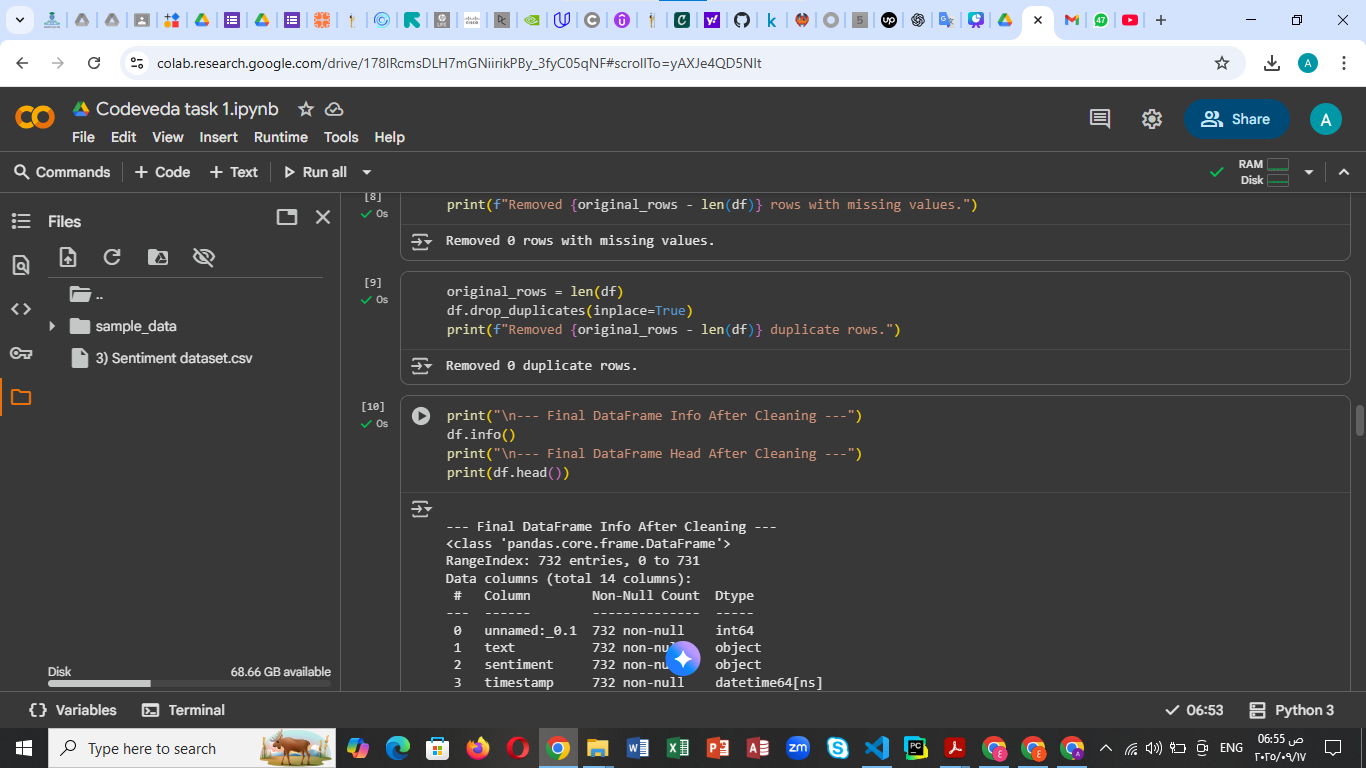 colab.research.google.com/drive/178lRcmsDLH7mGNiirikPBy_3fyC05qNF#scrollTo=yAXJe4QD5NIt
A
Codeveda task 1.ipynb
File Edit View Insert Runtime Tools Help
Share
A
Commands + Code + Text Run all
RAM
Disk
Files
..
sample_data
3) Sentiment dataset.csv
Disk 68.66 GB available
[8]
0s
print(f"Removed {original_rows - len(df)} rows with missing values.")
Removed 0 rows with missing values.
[9]
0s
original_rows = len(df)
df.drop_duplicates(inplace=True)
print(f"Removed {original_rows - len(df)} duplicate rows.")
Removed 0 duplicate rows.
[10]
0s
print("\n--- Final DataFrame Info After Cleaning ---")
df.info()
print("\n--- Final DataFrame Head After Cleaning ---")
print(df.head())
--- Final DataFrame Info After Cleaning ---
<class 'pandas.core.frame.DataFrame'>
RangeIndex: 732 entries, 0 to 731
Data columns (total 14 columns):
# Column Non-Null Count Dtype
--- ------ -------------- -----
0 unnamed:_0.1 732 non-null int64
1 text 732 non-null object
2 sentiment 732 non-null object
3 timestamp 732 non-null datetime64[ns]
Variables Terminal
06:53 Python 3
Type here to search
ENG
06:55 ص
٢٠٢٥/٠٩/١٧